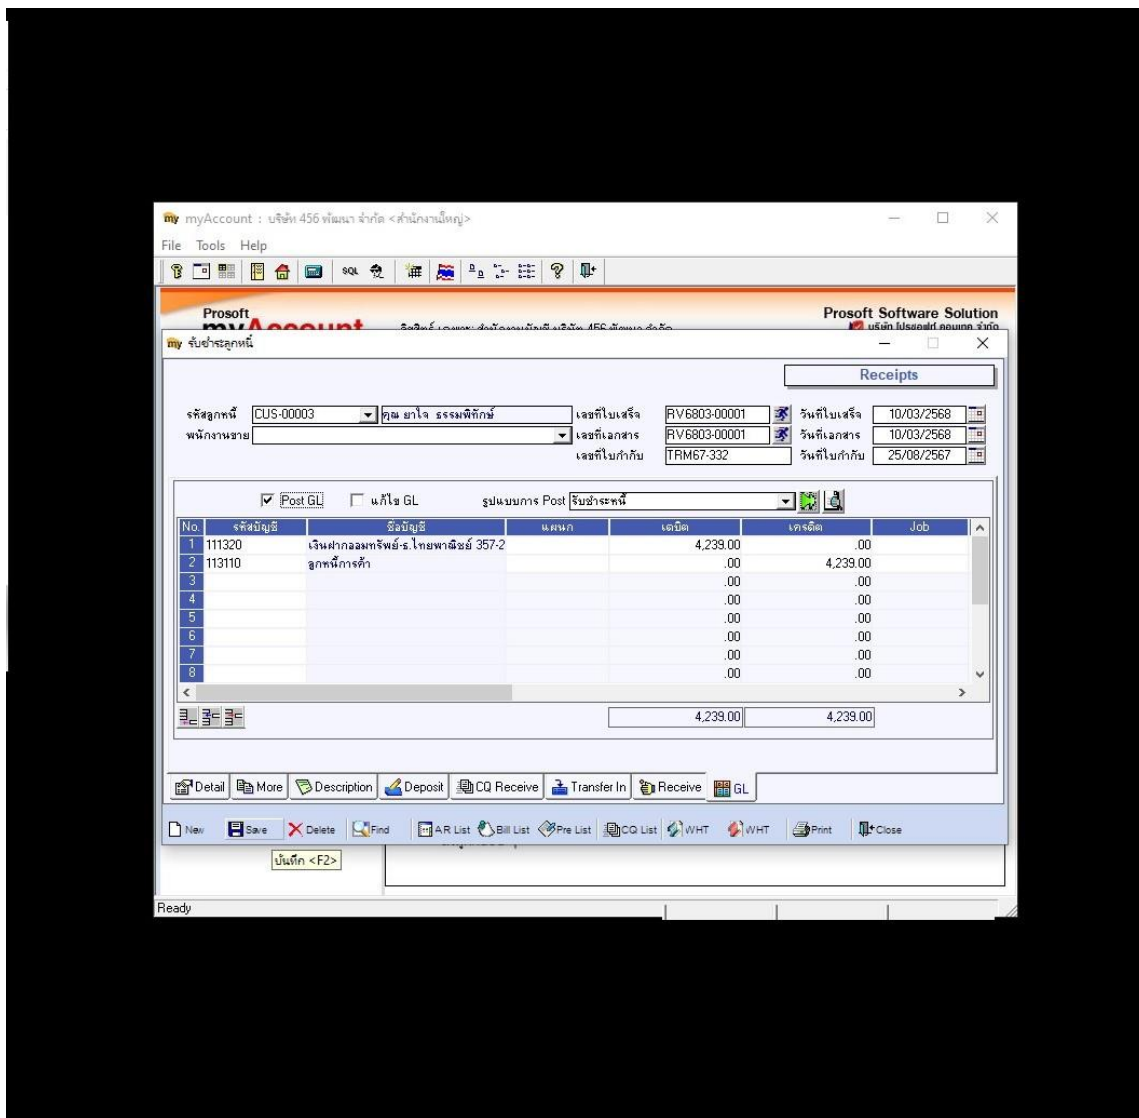 my myAccount : บริษัท 456 พัฒนา จำกัด <สำนักงานใหญ่>
File Tools Help
SQL
Prosoft Prosoft Software Solution
myAccount
my รับชำระลูกหนี้
Receipts
รหัสลูกหนี้ CUS-00003 คุณ ยาใจ ธรรมพิทักษ์ เลขที่ใบเสร็จ RV6803-00001 วันที่ใบเสร็จ 10/03/2568
พนักงานขาย เลขที่เอกสาร RV6803-00001 วันที่เอกสาร 10/03/2568
เลขที่ใบกำกับ TRM67-332 วันที่ใบกำกับ 25/08/2567
Post GL แก้ไข GL รูปแบบการ Post รับชำระหนี้
No. รหัสบัญชี ชื่อบัญชี แผนก เดบิต เครดิต Job
1 111320 เงินฝากออมทรัพย์-ธ.ไทยพาณิชย์ 357-2 4,239.00 .00
2 113110 ลูกหนี้การค้า .00 4,239.00
3 .00 .00
4 .00 .00
5 .00 .00
6 .00 .00
7 .00 .00
8 .00 .00
4,239.00 4,239.00
Detail More Description Deposit CQ Receive Transfer In Receive GL
New Save Delete Find AR List Bill List Pre List CQ List WHT WHT Print Close
บันทึก <F2>
Ready